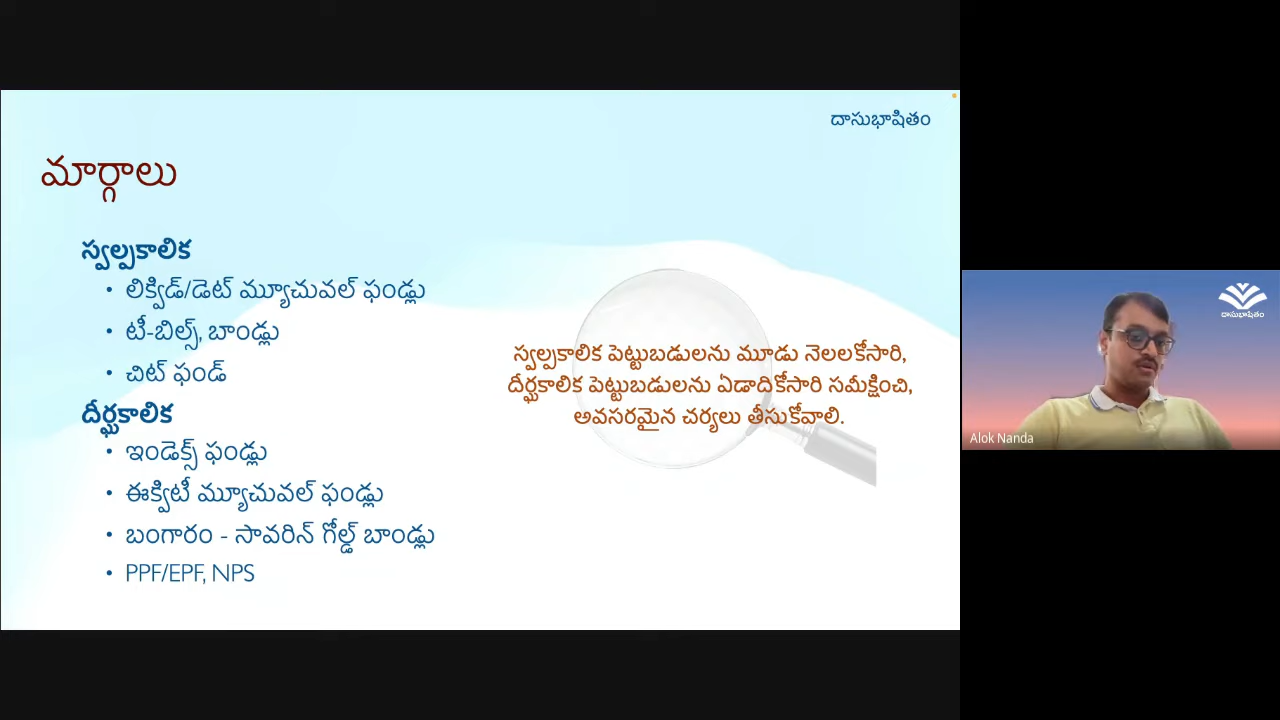 దాసుభాషితం
మార్గాలు
స్వల్పకాలిక
• లిక్విడ్/డెట్ మ్యూచువల్ ఫండ్లు
• టీ-బిల్స్, బాండ్లు
• చిట్ ఫండ్
దీర్ఘకాలిక
• ఇండెక్స్ ఫండ్లు
• ఈక్విటీ మ్యూచువల్ ఫండ్లు
• బంగారం - సావరిన్ గోల్డ్ బాండ్లు
• PPF/EPF, NPS
స్వల్పకాలిక పెట్టుబడులను మూడు నెలలకోసారి,
దీర్ఘకాలిక పెట్టుబడులను ఏడాదికోసారి సమీక్షించి,
అవసరమైన చర్యలు తీసుకోవాలి.
దాసుభాషితం
Alok Nanda